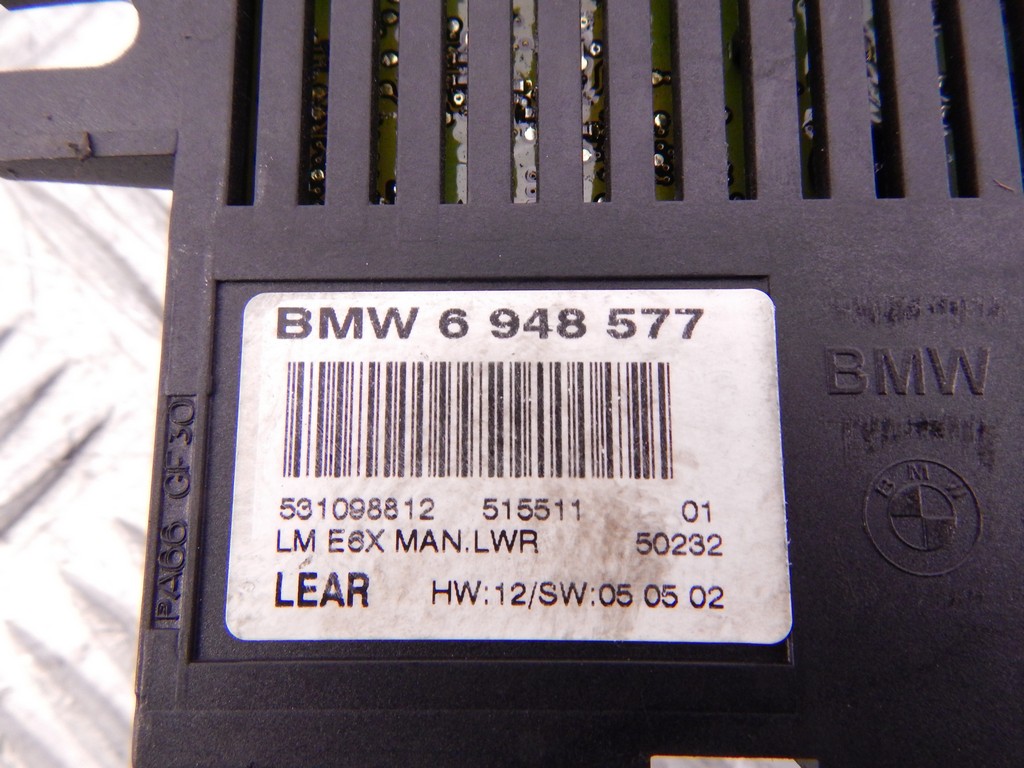 BMW 6 948 577
531098812 515511 01
LM E6X MAN.LWR 50232
LEAR HW:12/SW:05 05 02
>PA66 GF30
BMW
BMW